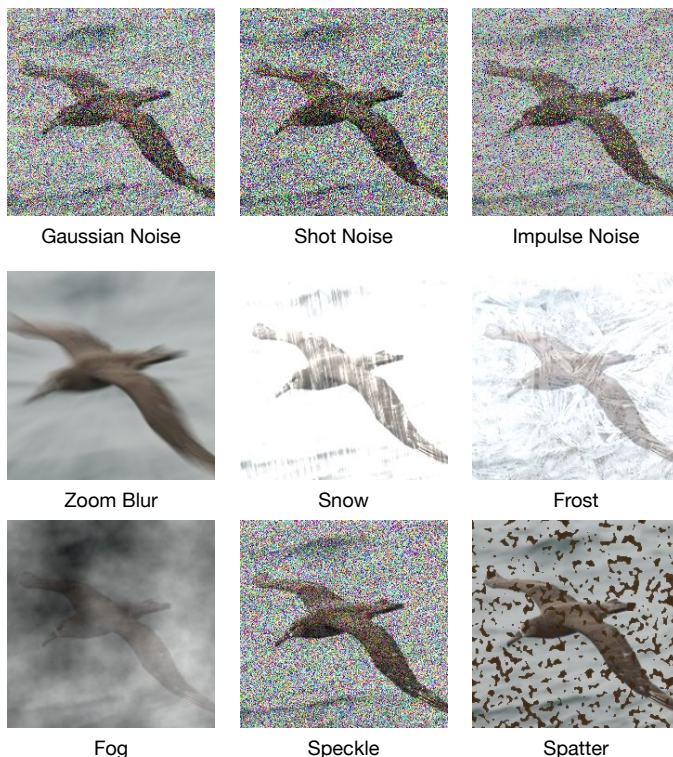 Gaussian Noise
Shot Noise
Impulse Noise
Zoom Blur
Snow
Frost
Fog
Speckle
Spatter